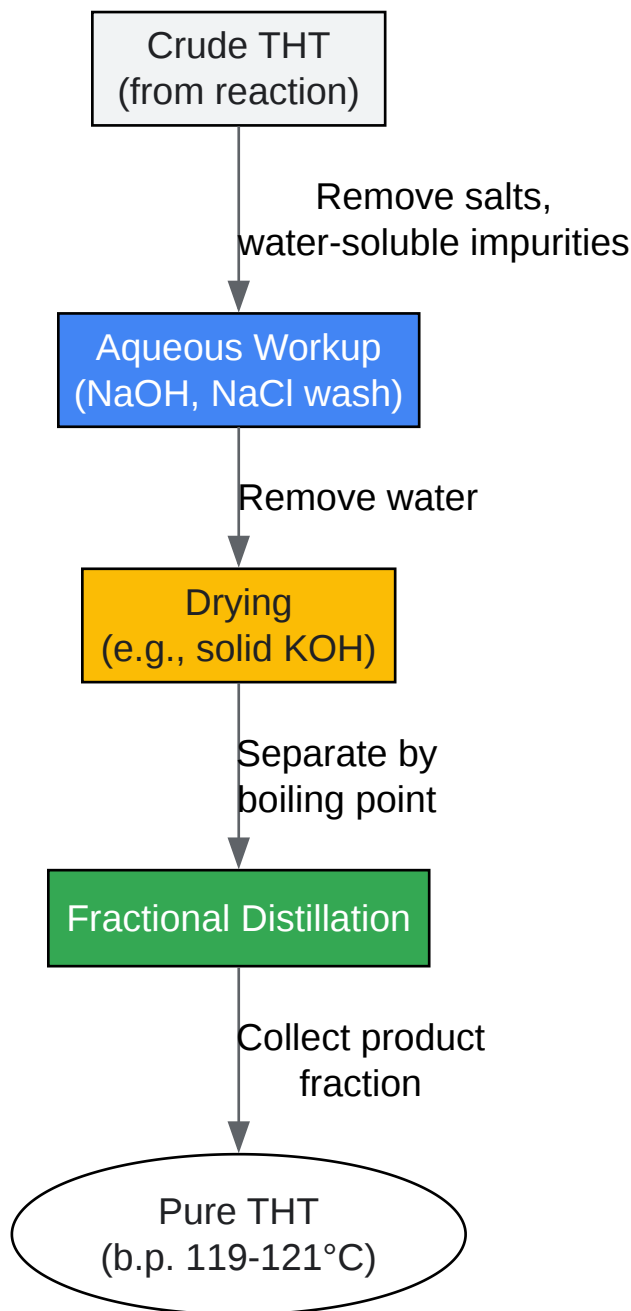 Crude THT
(from reaction)
Remove salts,
water-soluble impurities
Aqueous Workup
(NaOH, NaCl wash)
Remove water
Drying
(e.g., solid KOH)
Separate by
boiling point
Fractional Distillation
Collect product
fraction
Pure THT
(b.p. 119-121°C)